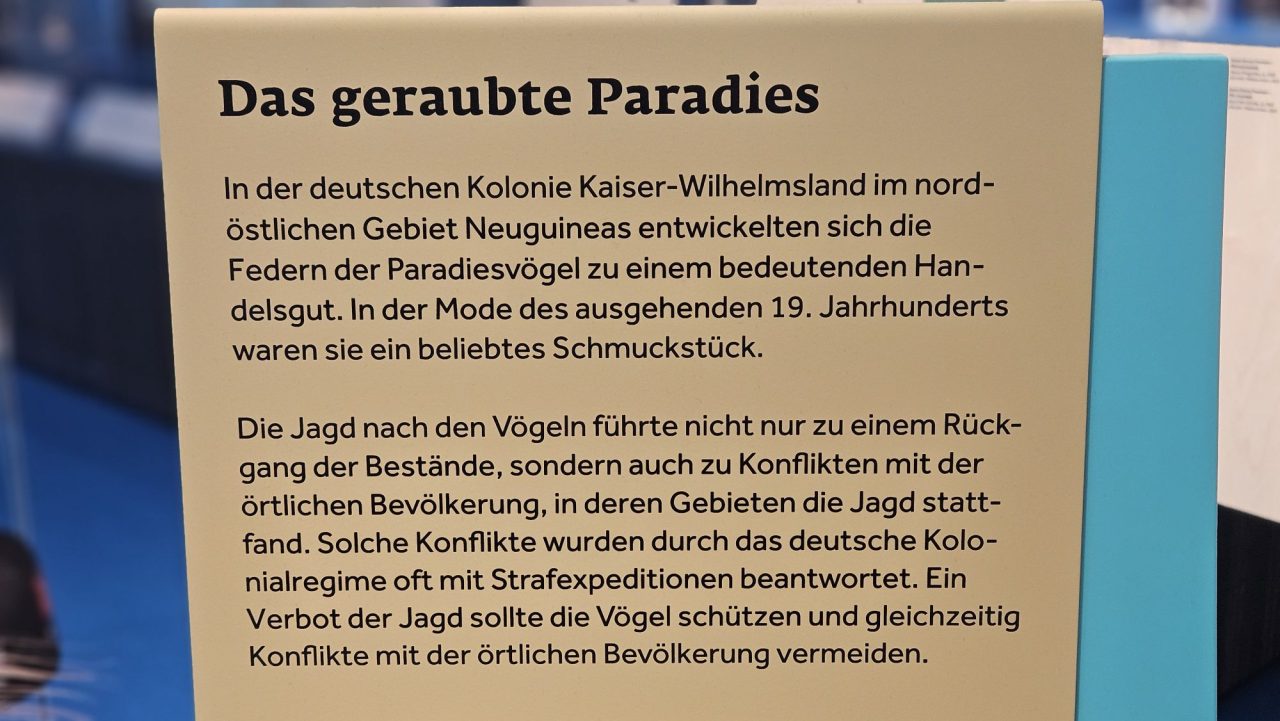 Das geraubte Paradies
In der deutschen Kolonie Kaiser-Wilhelmsland im nord-
östlichen Gebiet Neuguineas entwickelten sich die
Federn der Paradiesvögel zu einem bedeutenden Han-
delsgut. In der Mode des ausgehenden 19. Jahrhunderts
waren sie ein beliebtes Schmuckstück.
Die Jagd nach den Vögeln führte nicht nur zu einem Rück-
gang der Bestände, sondern auch zu Konflikten mit der
örtlichen Bevölkerung, in deren Gebieten die Jagd statt-
fand. Solche Konflikte wurden durch das deutsche Kolo-
nialregime oft mit Strafexpeditionen beantwortet. Ein
Verbot der Jagd sollte die Vögel schützen und gleichzeitig
Konflikte mit der örtlichen Bevölkerung vermeiden.